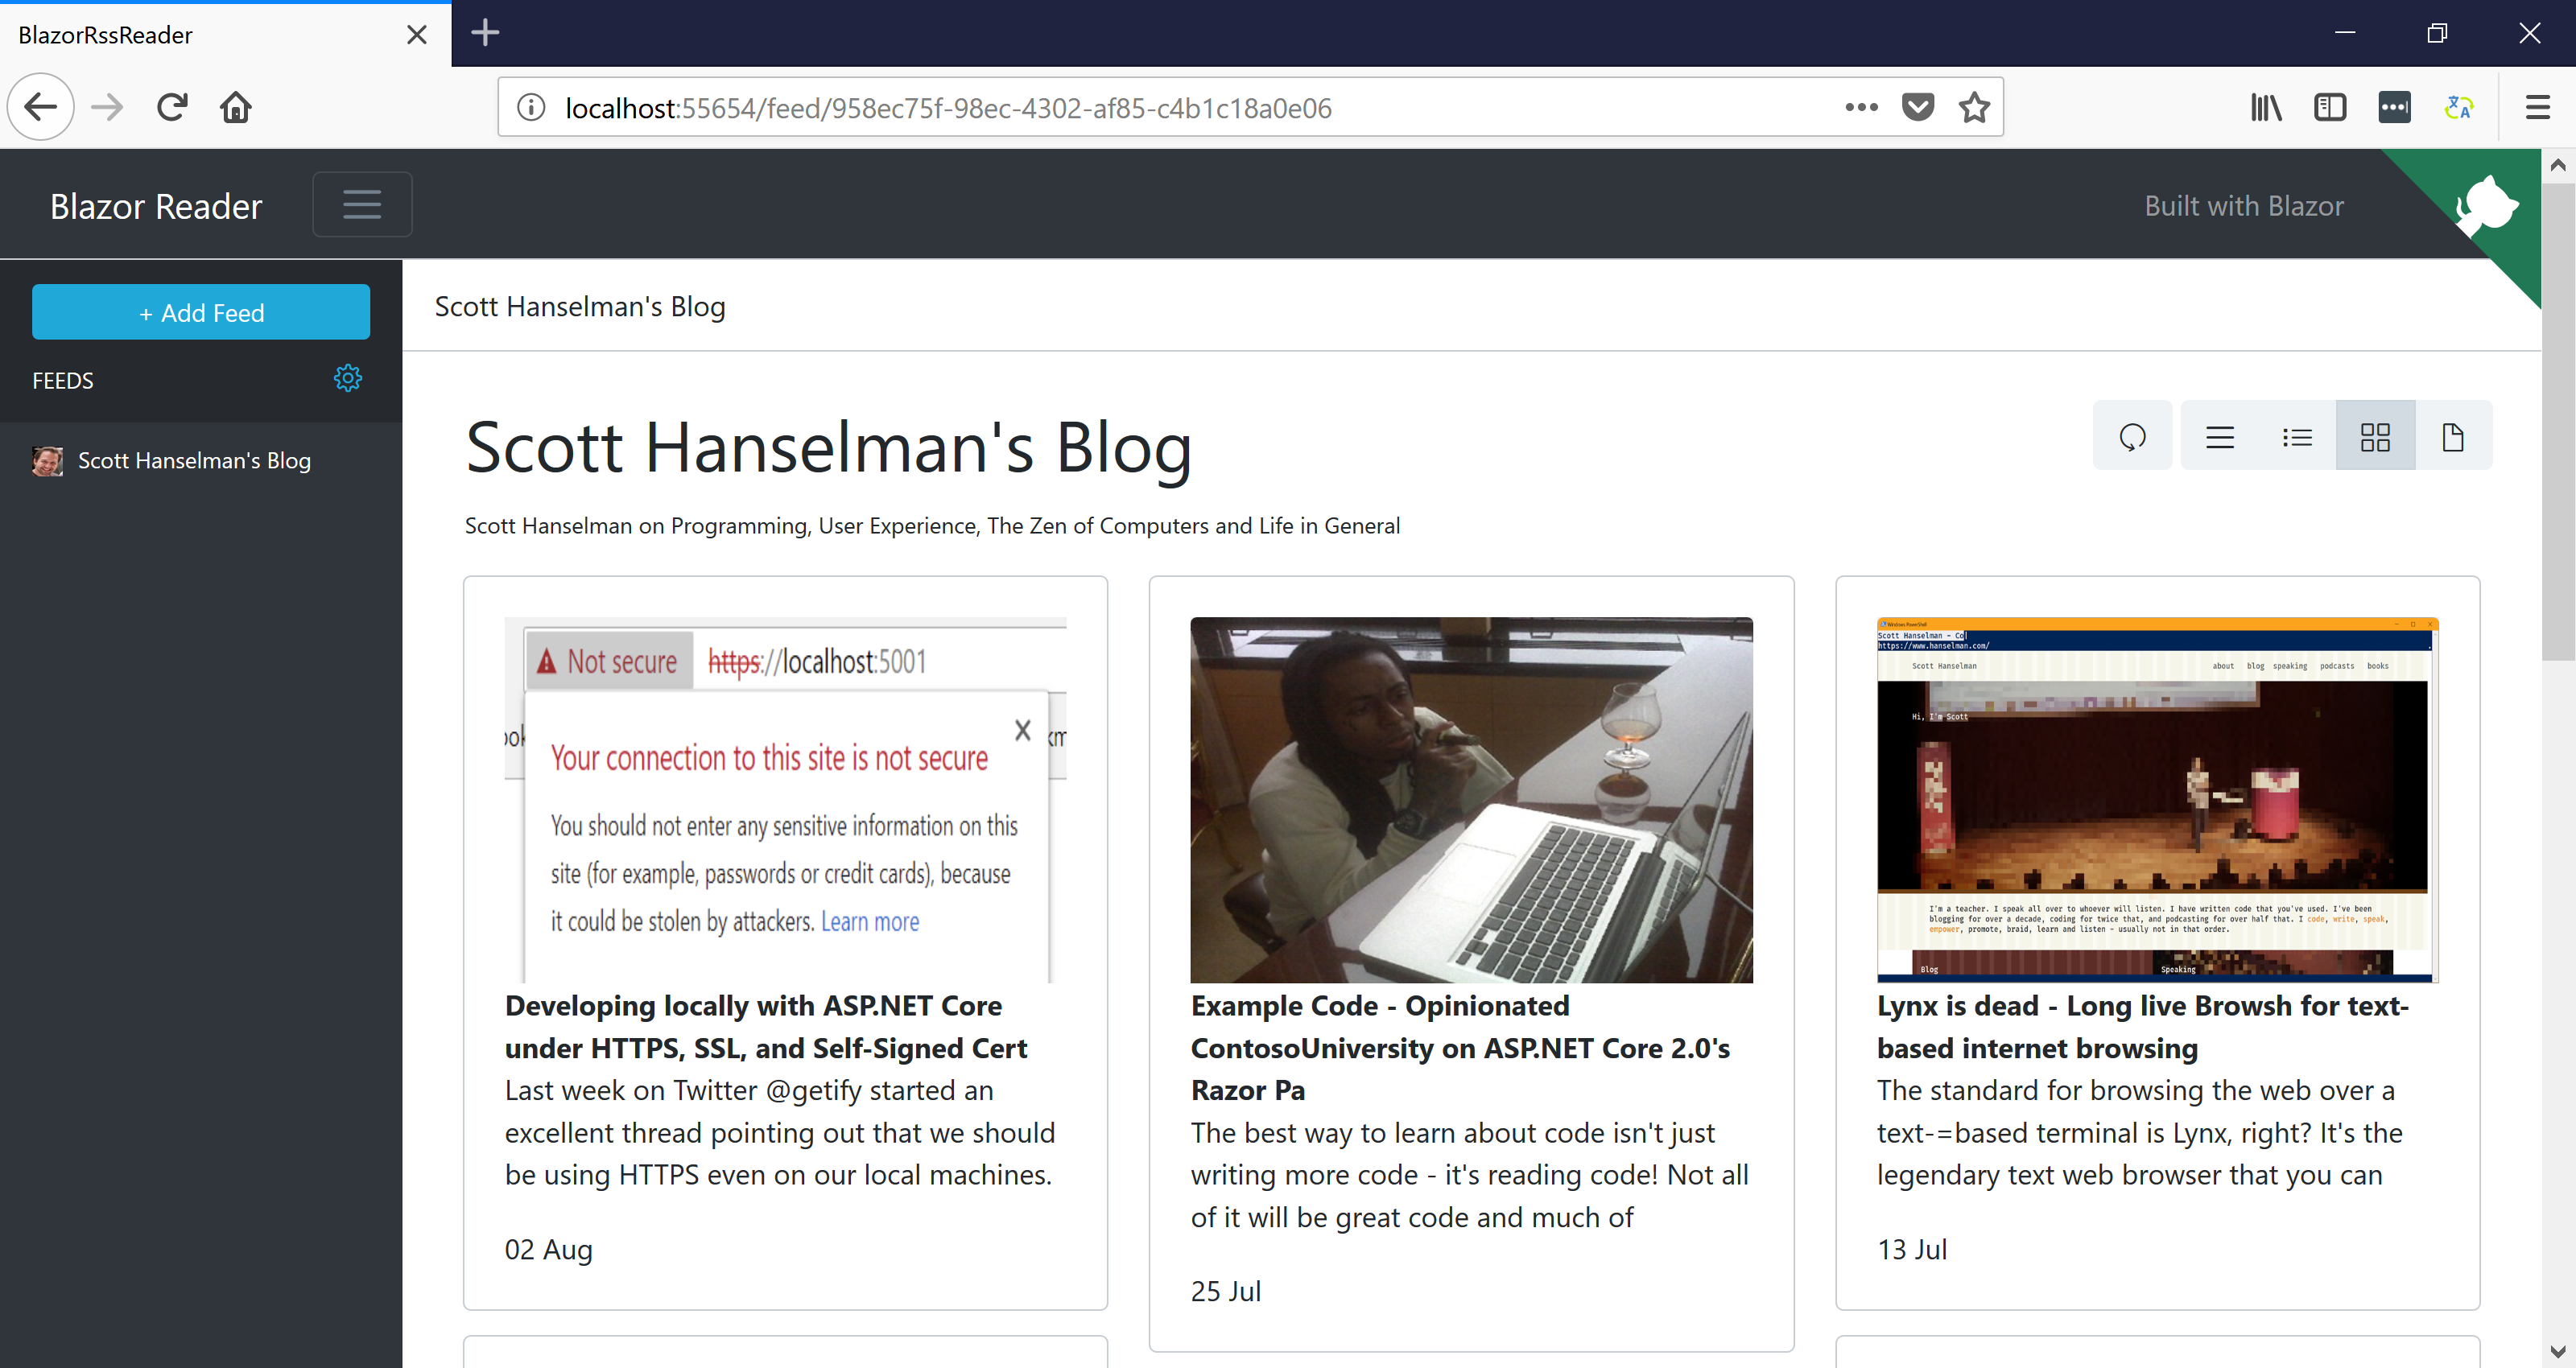 BlazorRssReader
localhost:55654/feed/958ec75f-98ec-4302-af85-c4b1c18a0e06
Blazor Reader
Built with Blazor
+ Add Feed
FEEDS
Scott Hanselman's Blog
Scott Hanselman's Blog
Scott Hanselman's Blog
Scott Hanselman on Programming, User Experience, The Zen of Computers and Life in General
Not secure https://localhost:5001
Your connection to this site is not secure
You should not enter any sensitive information on this
site (for example, passwords or credit cards), because
it could be stolen by attackers. Learn more
Developing locally with ASP.NET Core
under HTTPS, SSL, and Self-Signed Cert
Last week on Twitter @getify started an
excellent thread pointing out that we should
be using HTTPS even on our local machines.
02 Aug
Example Code - Opinionated
ContosoUniversity on ASP.NET Core 2.0's
Razor Pa
The best way to learn about code isn't just
writing more code - it's reading code! Not all
of it will be great code and much of
25 Jul
Windows PowerShell
Scott Hanselman - Co
https://www.hanselman.com/
Scott Hanselman about blog speaking podcasts books
Hi, I'm Scott
I'm a teacher. I speak all over to whoever will listen. I have written code that you've used. I've been
blogging for over a decade, coding for twice that, and podcasting for over half that. I code, write, speak,
empower, promote, braid, learn and listen - usually not in that order.
Blog Speaking
Lynx is dead - Long live Browsh for text-
based internet browsing
The standard for browsing the web over a
text-=based terminal is Lynx, right? It's the
legendary text web browser that you can
13 Jul